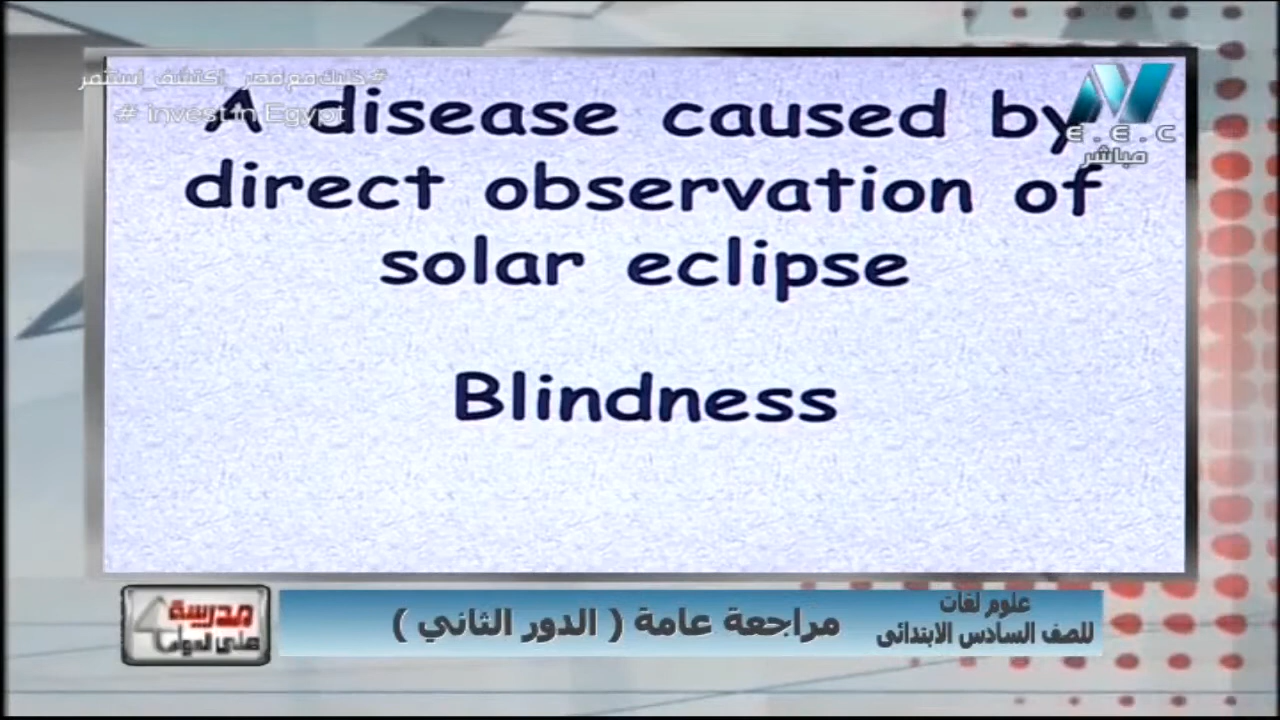 #خليك_مع_مصر_إكتشف_إستثمر
# invest in Egypt
A disease caused by
direct observation of
solar eclipse
Blindness
E.E.C
مباشر
مدرسة
على الهواء
مراجعة عامة ( الدور الثاني )
علوم لغات
للصف السادس الابتدائى